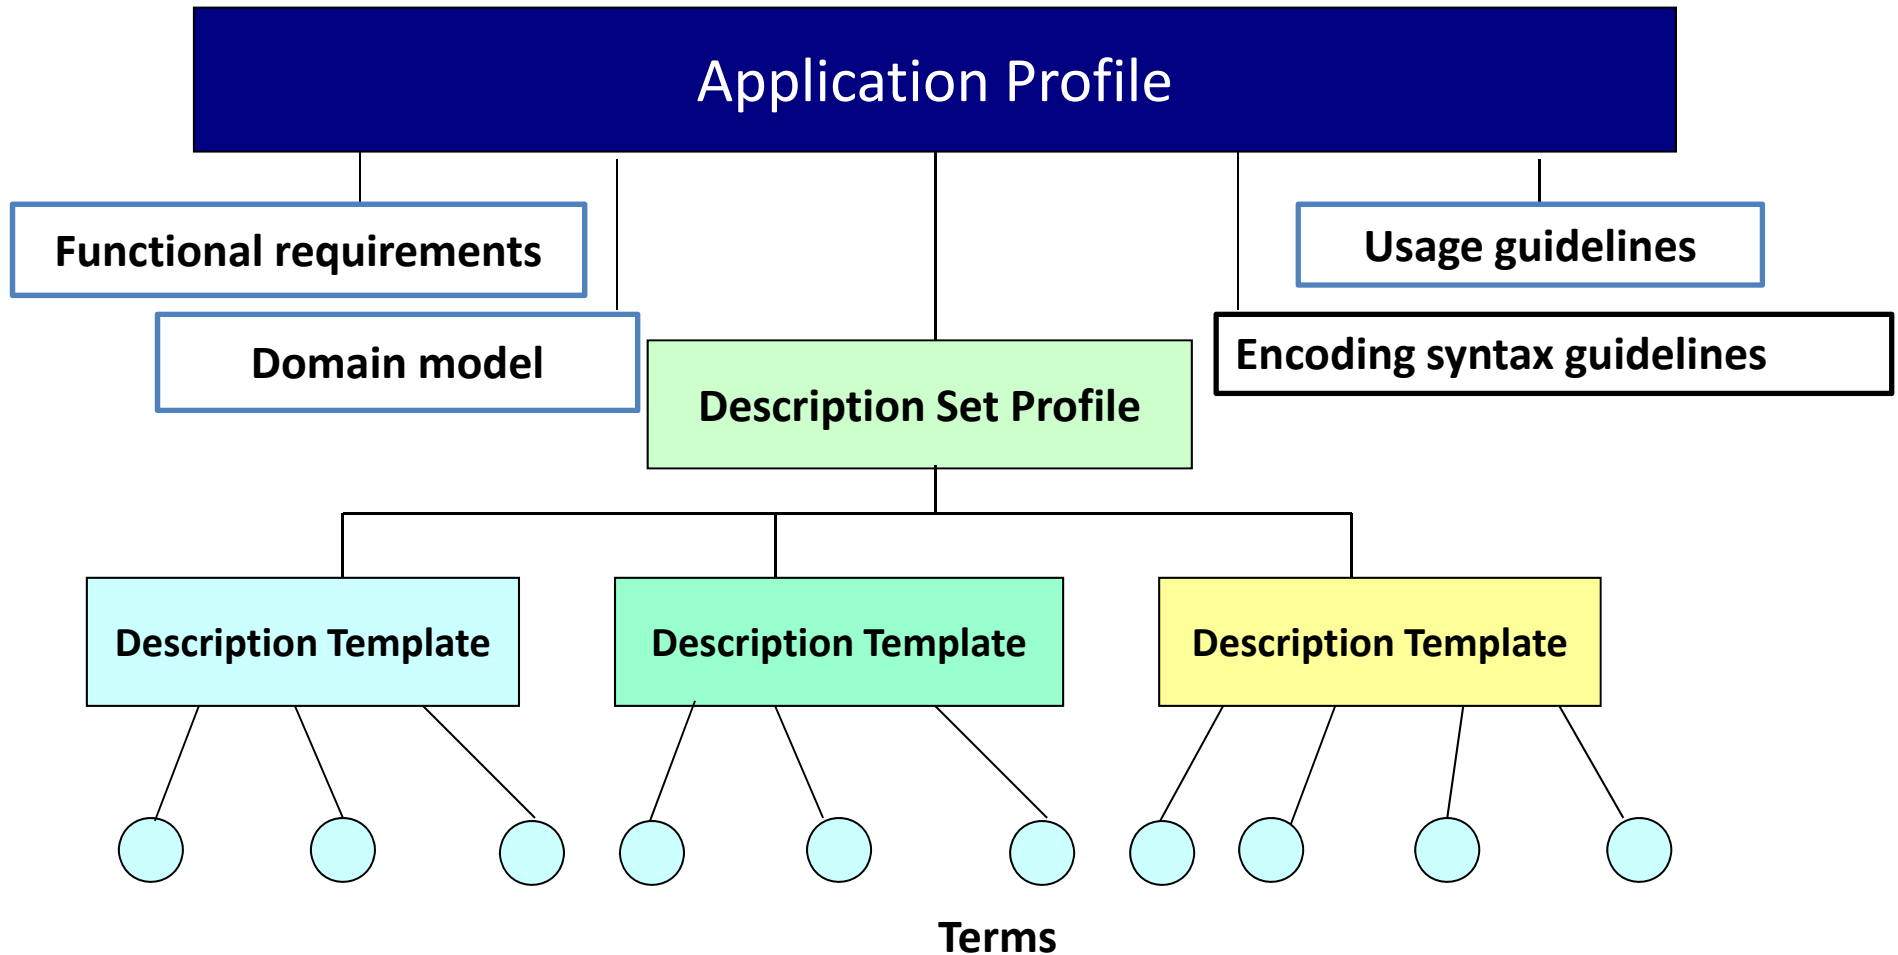 Application Profile
Functional requirements
Usage guidelines
Domain model
Encoding syntax guidelines
Description Set Profile
Description Template
Description Template
Description Template
Terms